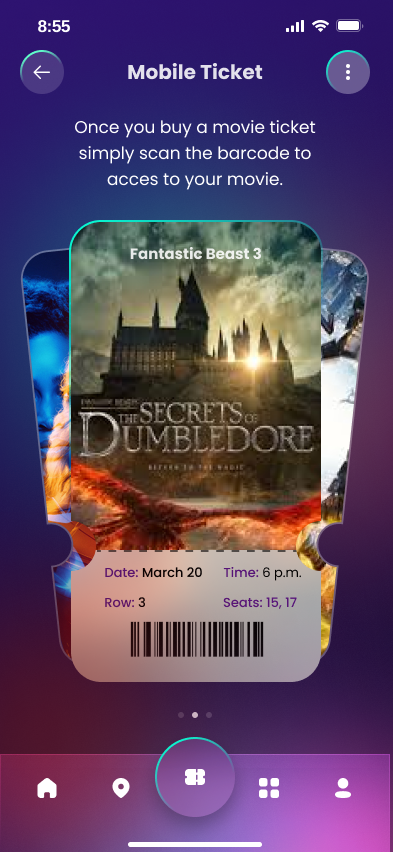 8:55
Mobile Ticket
Once you buy a movie ticket
simply scan the barcode to
acces to your movie.
Fantastic Beast 3
FANTASTIC BEASTS
THE SECRETS OF
DUMBLEDORE
RETURN TO THE MAGIC
Date: March 20 Time: 6 p.m.
Row: 3 Seats: 15, 17